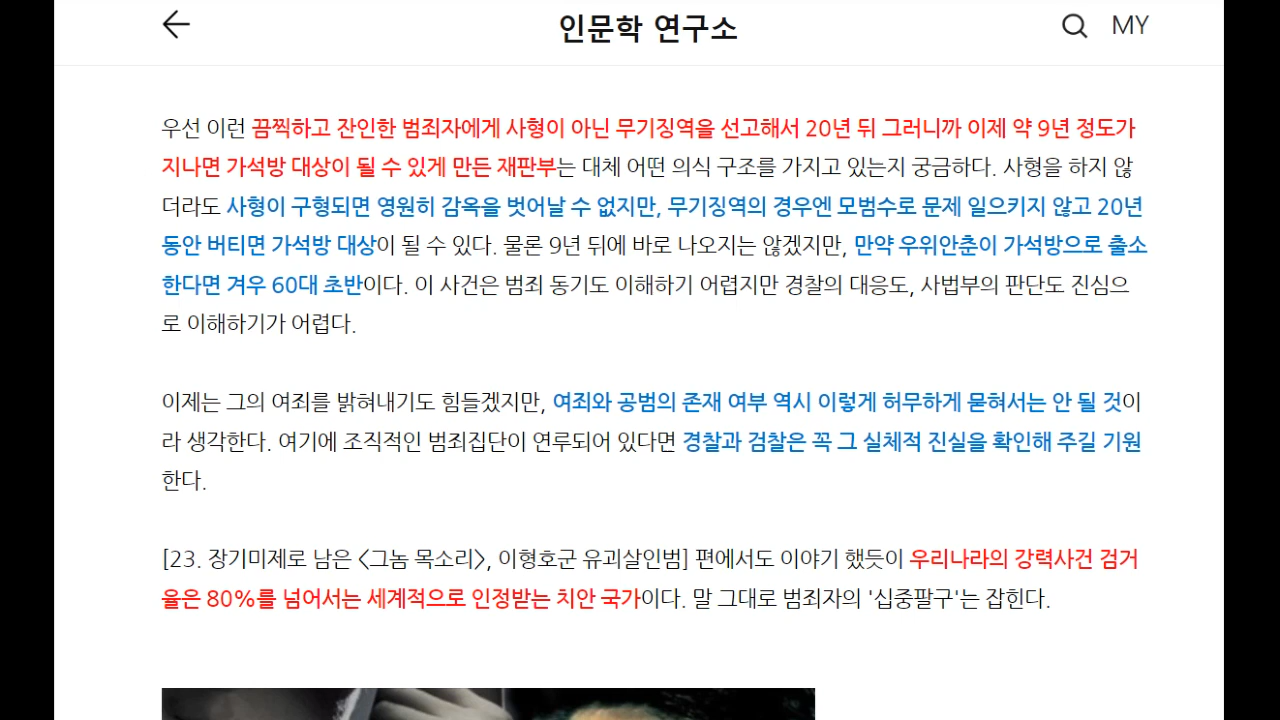 인문학 연구소
MY
우선 이런 끔찍하고 잔인한 범죄자에게 사형이 아닌 무기징역을 선고해서 20년 뒤 그러니까 이제 약 9년 정도가
지나면 가석방 대상이 될 수 있게 만든 재판부는 대체 어떤 의식 구조를 가지고 있는지 궁금하다. 사형을 하지 않
더라도 사형이 구형되면 영원히 감옥을 벗어날 수 없지만, 무기징역의 경우엔 모범수로 문제 일으키지 않고 20년
동안 버티면 가석방 대상이 될 수 있다. 물론 9년 뒤에 바로 나오지는 않겠지만, 만약 우위안춘이 가석방으로 출소
한다면 겨우 60대 초반이다. 이 사건은 범죄 동기도 이해하기 어렵지만 경찰의 대응도, 사법부의 판단도 진심으
로 이해하기가 어렵다.
이제는 그의 여죄를 밝혀내기도 힘들겠지만, 여죄와 공범의 존재 여부 역시 이렇게 허무하게 묻혀서는 안 될 것이
라 생각한다. 여기에 조직적인 범죄집단이 연루되어 있다면 경찰과 검찰은 꼭 그 실체적 진실을 확인해 주길 기원
한다.
[23. 장기미제로 남은 <그놈 목소리>, 이형호군 유괴살인범] 편에서도 이야기 했듯이 우리나라의 강력사건 검거
율은 80%를 넘어서는 세계적으로 인정받는 치안 국가이다. 말 그대로 범죄자의 '십중팔구'는 잡힌다.